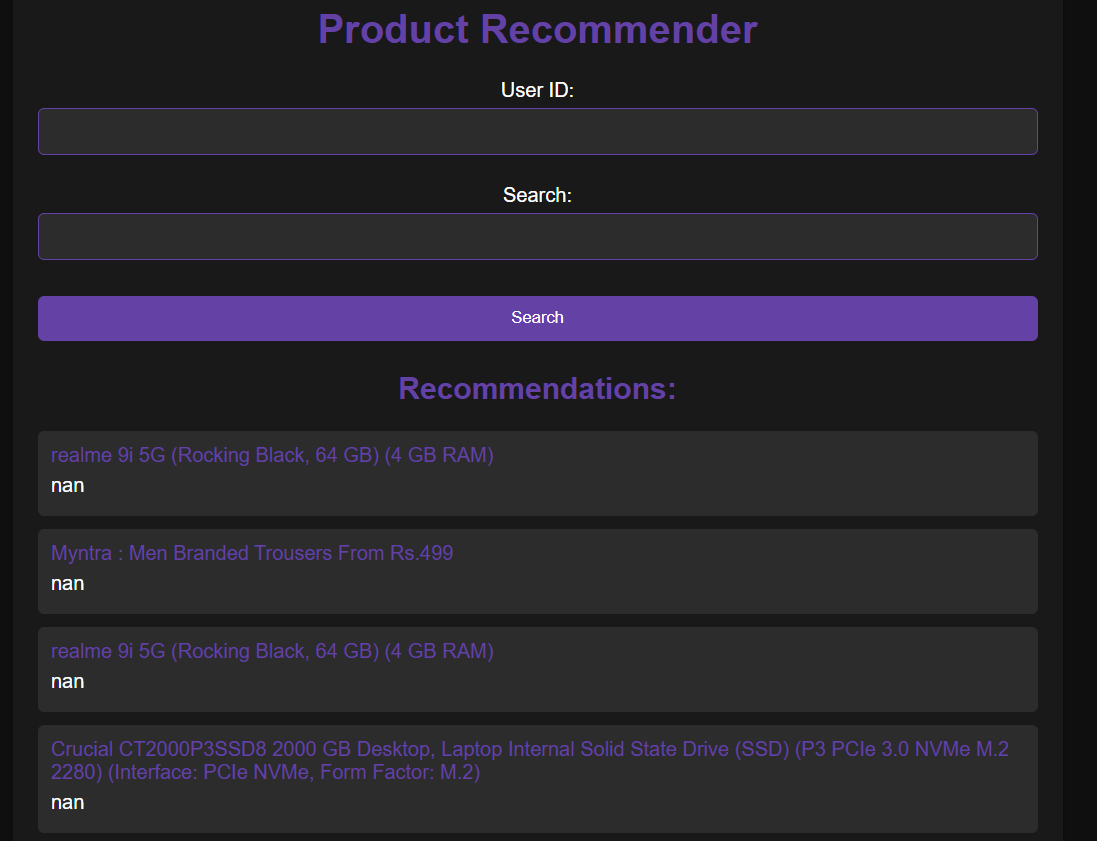 Product Recommender
User ID:
Search:
Search
Recommendations:
realme 9i 5G (Rocking Black, 64 GB) (4 GB RAM)
nan
Myntra : Men Branded Trousers From Rs.499
nan
realme 9i 5G (Rocking Black, 64 GB) (4 GB RAM)
nan
Crucial CT2000P3SSD8 2000 GB Desktop, Laptop Internal Solid State Drive (SSD) (P3 PCIe 3.0 NVMe M.2
2280) (Interface: PCIe NVMe, Form Factor: M.2)
nan